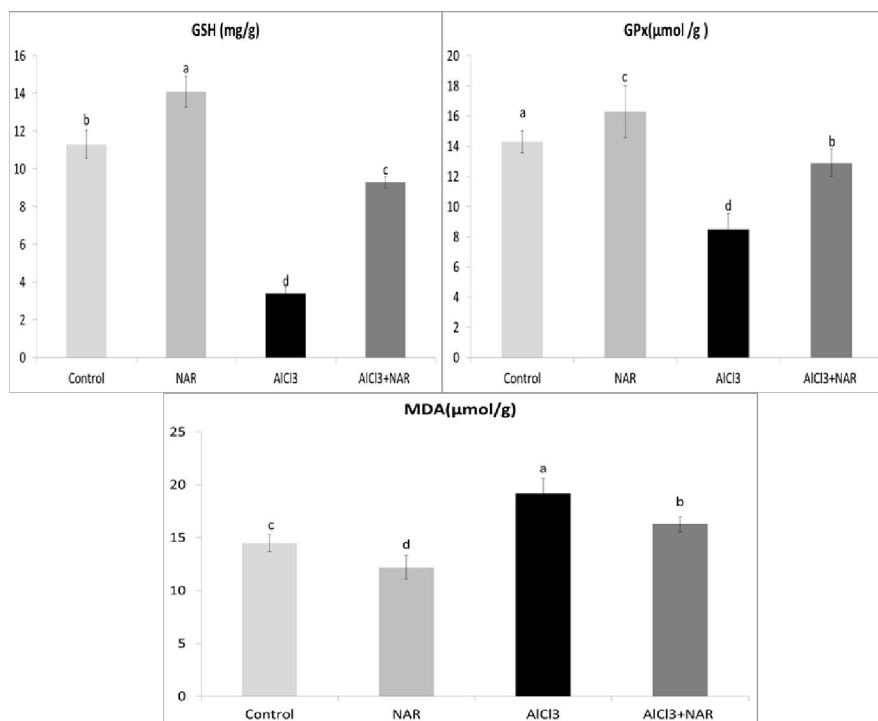 GSH (mg/g)
16
14
12
10
8
6
4
2
0
b
a
d
c
Control
NAR
AlCl3
AlCl3+NAR
GPx(µmol /g )
20
18
16
14
12
10
8
6
4
2
0
a
c
d
b
Control
NAR
AlCl3
AlCl3+NAR
MDA(µmol/g)
25
20
15
10
5
0
c
d
a
b
Control
NAR
AlCl3
AlCl3+NAR